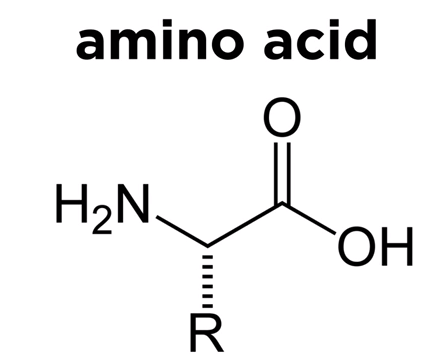 amino acid
O
H₂N
OH
R